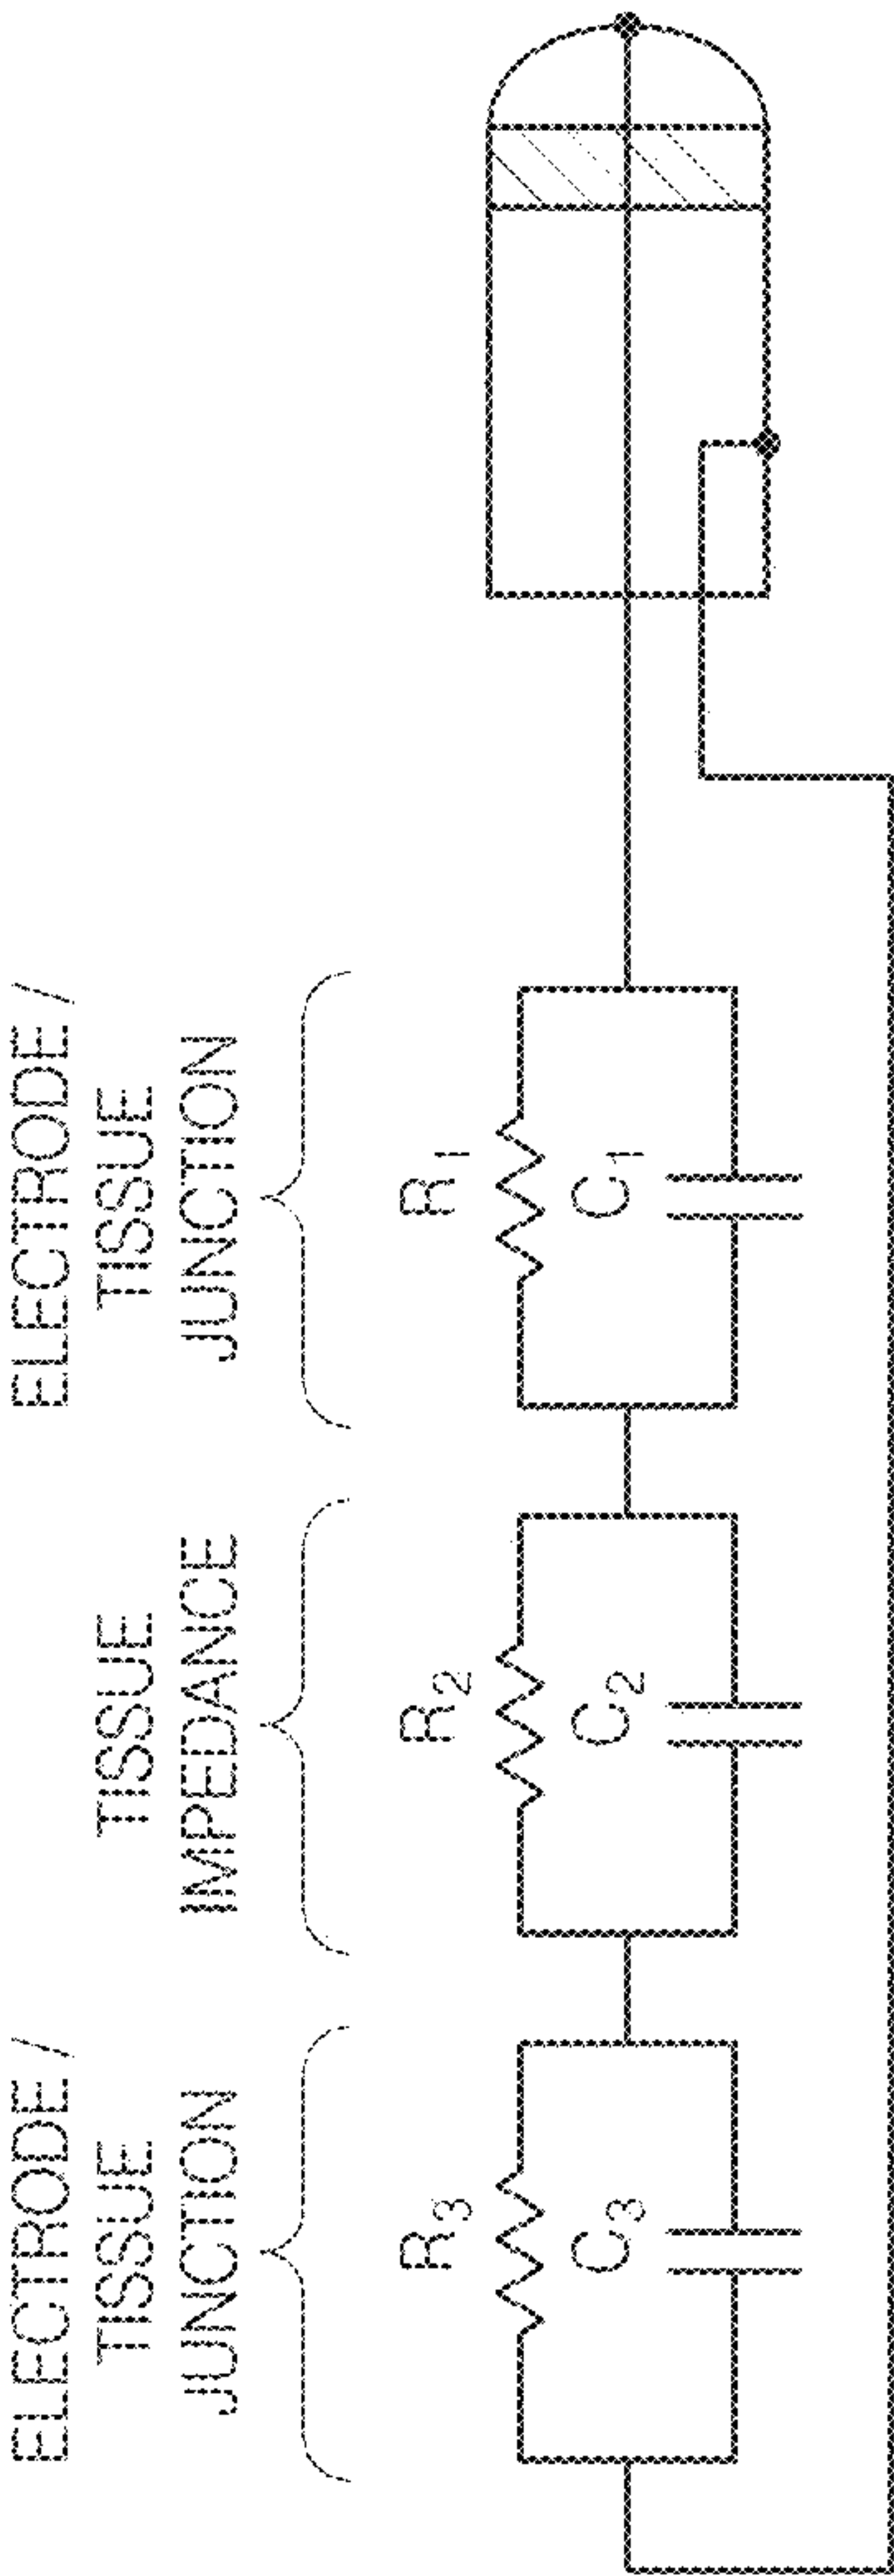 ELECTRODE /
TISSUE
JUNCTION
TISSUE
IMPEDANCE
ELECTRODE /
TISSUE
JUNCTION
R3
R2
R1
C3
C2
C1